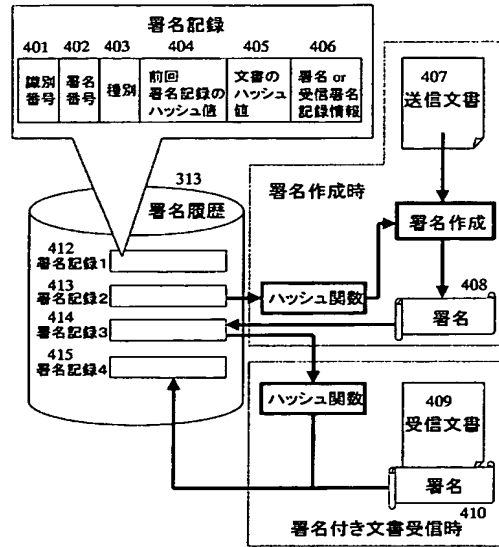 署名記録
401 402 403 404 405 406
識別
番号
署名
番号
種別
前回
署名記録の
ハッシュ値
文書の
ハッシュ
値
署名 or
受信署名
記録情報
313
署名履歴
412
署名記録1
413
署名記録2
414
署名記録3
415
署名記録4
署名作成時
407
送信文書
署名作成
ハッシュ関数
408
署名
ハッシュ関数
409
受信文書
署名
410
署名付き文書受信時